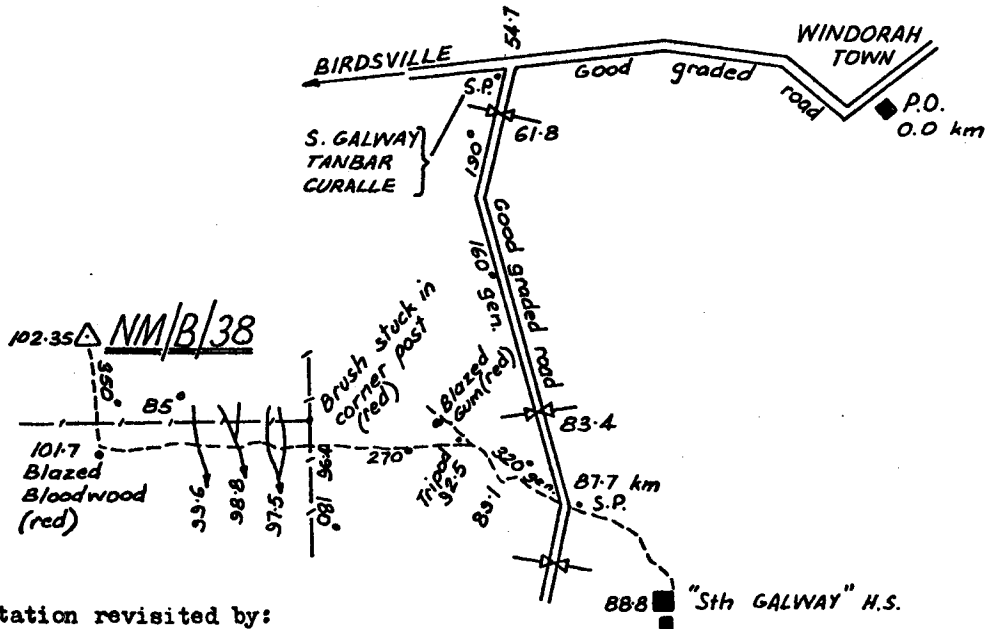 54.7
WINDORAH
TOWN
BIRDSVILLE
Good graded road
P.O.
0.0 km
S.P.
61.8
S. GALWAY
TANBAR
CURALLE
190°
Good graded road
160° gen.
102.35 NM/B/38
350°
85°
Brush stuck in
corner post
(red)
Blazed
Gum (red)
83.4
101.7
Blazed
Bloodwood
(red)
99.6
98.8
97.5
96.4
180°
270°
Tripod
92.5
320° gen.
89.1
87.7 km
S.P.
88.8 "Sth GALWAY" H.S.
tation revisited by: